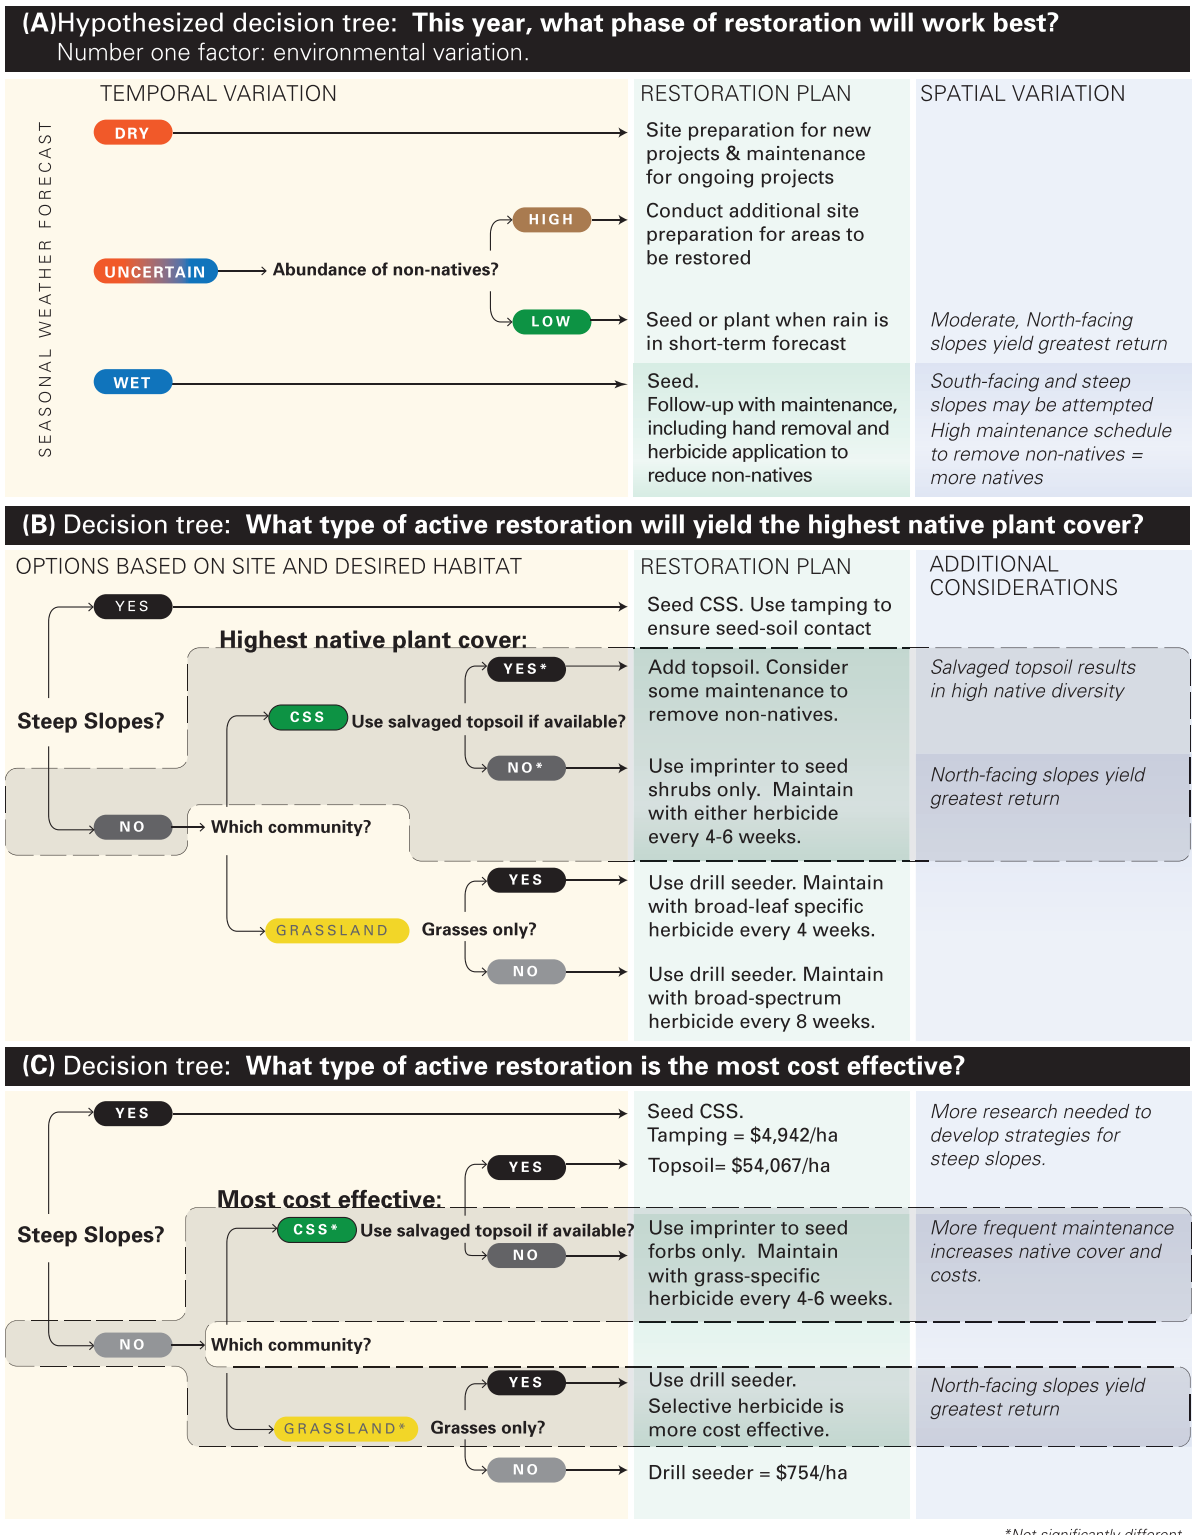 (A)Hypothesized decision tree: This year, what phase of restoration will work best?
Number one factor: environmental variation.
TEMPORAL VARIATION
RESTORATION PLAN
SPATIAL VARIATION
SEASONAL WEATHER FORECAST
DRY
Site preparation for new
projects & maintenance
for ongoing projects
HIGH
Conduct additional site
preparation for areas to
be restored
UNCERTAIN
Abundance of non-natives?
LOW
Seed or plant when rain is
in short-term forecast
Moderate, North-facing
slopes yield greatest return
WET
Seed.
Follow-up with maintenance,
including hand removal and
herbicide application to
reduce non-natives
South-facing and steep
slopes may be attempted
High maintenance schedule
to remove non-natives =
more natives
(B) Decision tree: What type of active restoration will yield the highest native plant cover?
OPTIONS BASED ON SITE AND DESIRED HABITAT
RESTORATION PLAN
ADDITIONAL
CONSIDERATIONS
YES
Seed CSS. Use tamping to
ensure seed-soil contact
Highest native plant cover:
YES*
Add topsoil. Consider
some maintenance to
remove non-natives.
Salvaged topsoil results
in high native diversity
Steep Slopes?
CSS
Use salvaged topsoil if available?
NO*
Use imprinter to seed
shrubs only. Maintain
with either herbicide
every 4-6 weeks.
North-facing slopes yield
greatest return
NO
Which community?
YES
Use drill seeder. Maintain
with broad-leaf specific
herbicide every 4 weeks.
GRASSLAND
Grasses only?
NO
Use drill seeder. Maintain
with broad-spectrum
herbicide every 8 weeks.
(C) Decision tree: What type of active restoration is the most cost effective?
YES
Seed CSS.
Tamping = $4,942/ha
More research needed to
develop strategies for
steep slopes.
YES
Topsoil= $54,067/ha
Most cost effective:
Steep Slopes?
CSS*
Use salvaged topsoil if available?
NO
Use imprinter to seed
forbs only. Maintain
with grass-specific
herbicide every 4-6 weeks.
More frequent maintenance
increases native cover and
costs.
NO
Which community?
YES
Use drill seeder.
Selective herbicide is
more cost effective.
North-facing slopes yield
greatest return
GRASSLAND*
Grasses only?
NO
Drill seeder = $754/ha
*Not significantly different